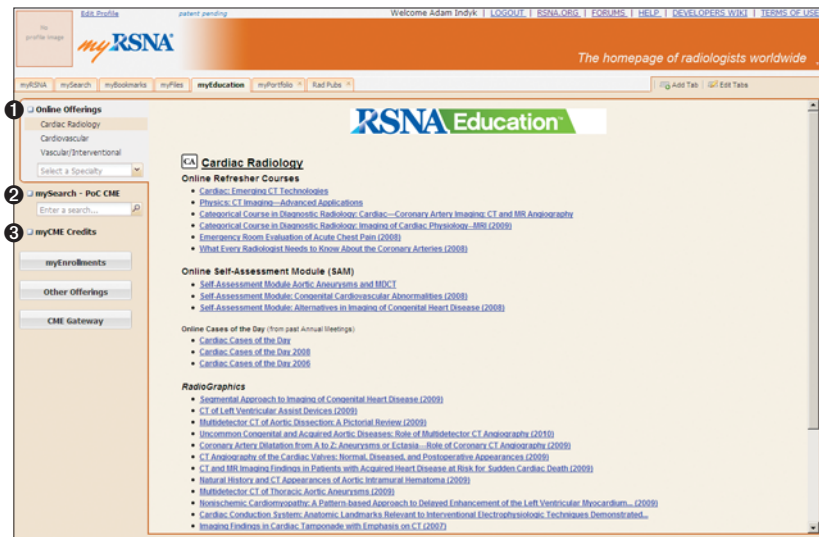 Edit Profile
patent pending
Welcome Adam Indyk | LOGOUT | RSNA.ORG | FORUMS | HELP | DEVELOPERS WIKI | TERMS OF USE
No
profile image
myRSNA
The homepage of radiologists worldwide
myRSNA mySearch myBookmarks myFiles myEducation myPortfolio Rad Pubs Add Tab | Edit Tabs
1 Online Offerings
Cardiac Radiology
Cardiovascular
Vascular/Interventional
Select a Specialty
2 mySearch - PoC CME
Enter a search...
3 myCME Credits
myEnrollments
Other Offerings
CME Gateway
RSNA Education
CA Cardiac Radiology
Online Refresher Courses
• Cardiac: Emerging CT Technologies
• Physics: CT Imaging—Advanced Applications
• Categorical Course in Diagnostic Radiology: Cardiac—Coronary Artery Imaging: CT and MR Angiography
• Categorical Course in Diagnostic Radiology: Imaging of Cardiac Physiology--MRI (2009)
• Emergency Room Evaluation of Acute Chest Pain (2008)
• What Every Radiologist Needs to Know About the Coronary Arteries (2008)
Online Self-Assessment Module (SAM)
• Self-Assessment Module Aortic Aneurysms and MDCT
• Self-Assessment Module: Congenital Cardiovascular Abnormalities (2008)
• Self-Assessment Module: Alternatives in Imaging of Congenital Heart Disease (2008)
Online Cases of the Day (from past Annual Meetings)
• Cardiac Cases of the Day
• Cardiac Cases of the Day 2008
• Cardiac Cases of the Day 2006
RadioGraphics
• Segmental Approach to Imaging of Congenital Heart Disease (2009)
• CT of Left Ventricular Assist Devices (2009)
• Multidetector CT of Aortic Dissection: A Pictorial Review (2009)
• Uncommon Congenital and Acquired Aortic Diseases: Role of Multidetector CT Angiography (2010)
• Coronary Artery Dilatation from A to Z: Aneurysms or Ectasia—Role of Coronary CT Angiography (2009)
• CT Angiography of the Cardiac Valves: Normal, Diseased, and Postoperative Appearances (2009)
• CT and MR Imaging Findings in Patients with Acquired Heart Disease at Risk for Sudden Cardiac Death (2009)
• Natural History and CT Appearances of Aortic Intramural Hematoma (2009)
• Multidetector CT of Thoracic Aortic Aneurysms (2009)
• Nonischemic Cardiomyopathy: A Pattern-based Approach to Delayed Enhancement of the Left Ventricular Myocardium... (2009)
• Cardiac Conduction System: Anatomic Landmarks Relevant to Interventional Electrophysiologic Techniques Demonstrated...
• Imaging Findings in Cardiac Tamponade with Emphasis on CT (2007)